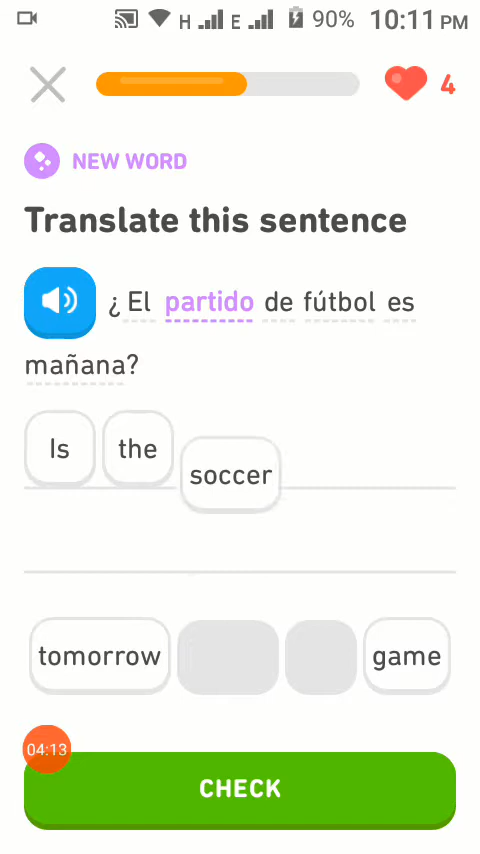 H E 90% 10:11 PM
4
NEW WORD
Translate this sentence
¿ El partido de fútbol es
mañana?
Is the soccer
tomorrow game
04:13
CHECK